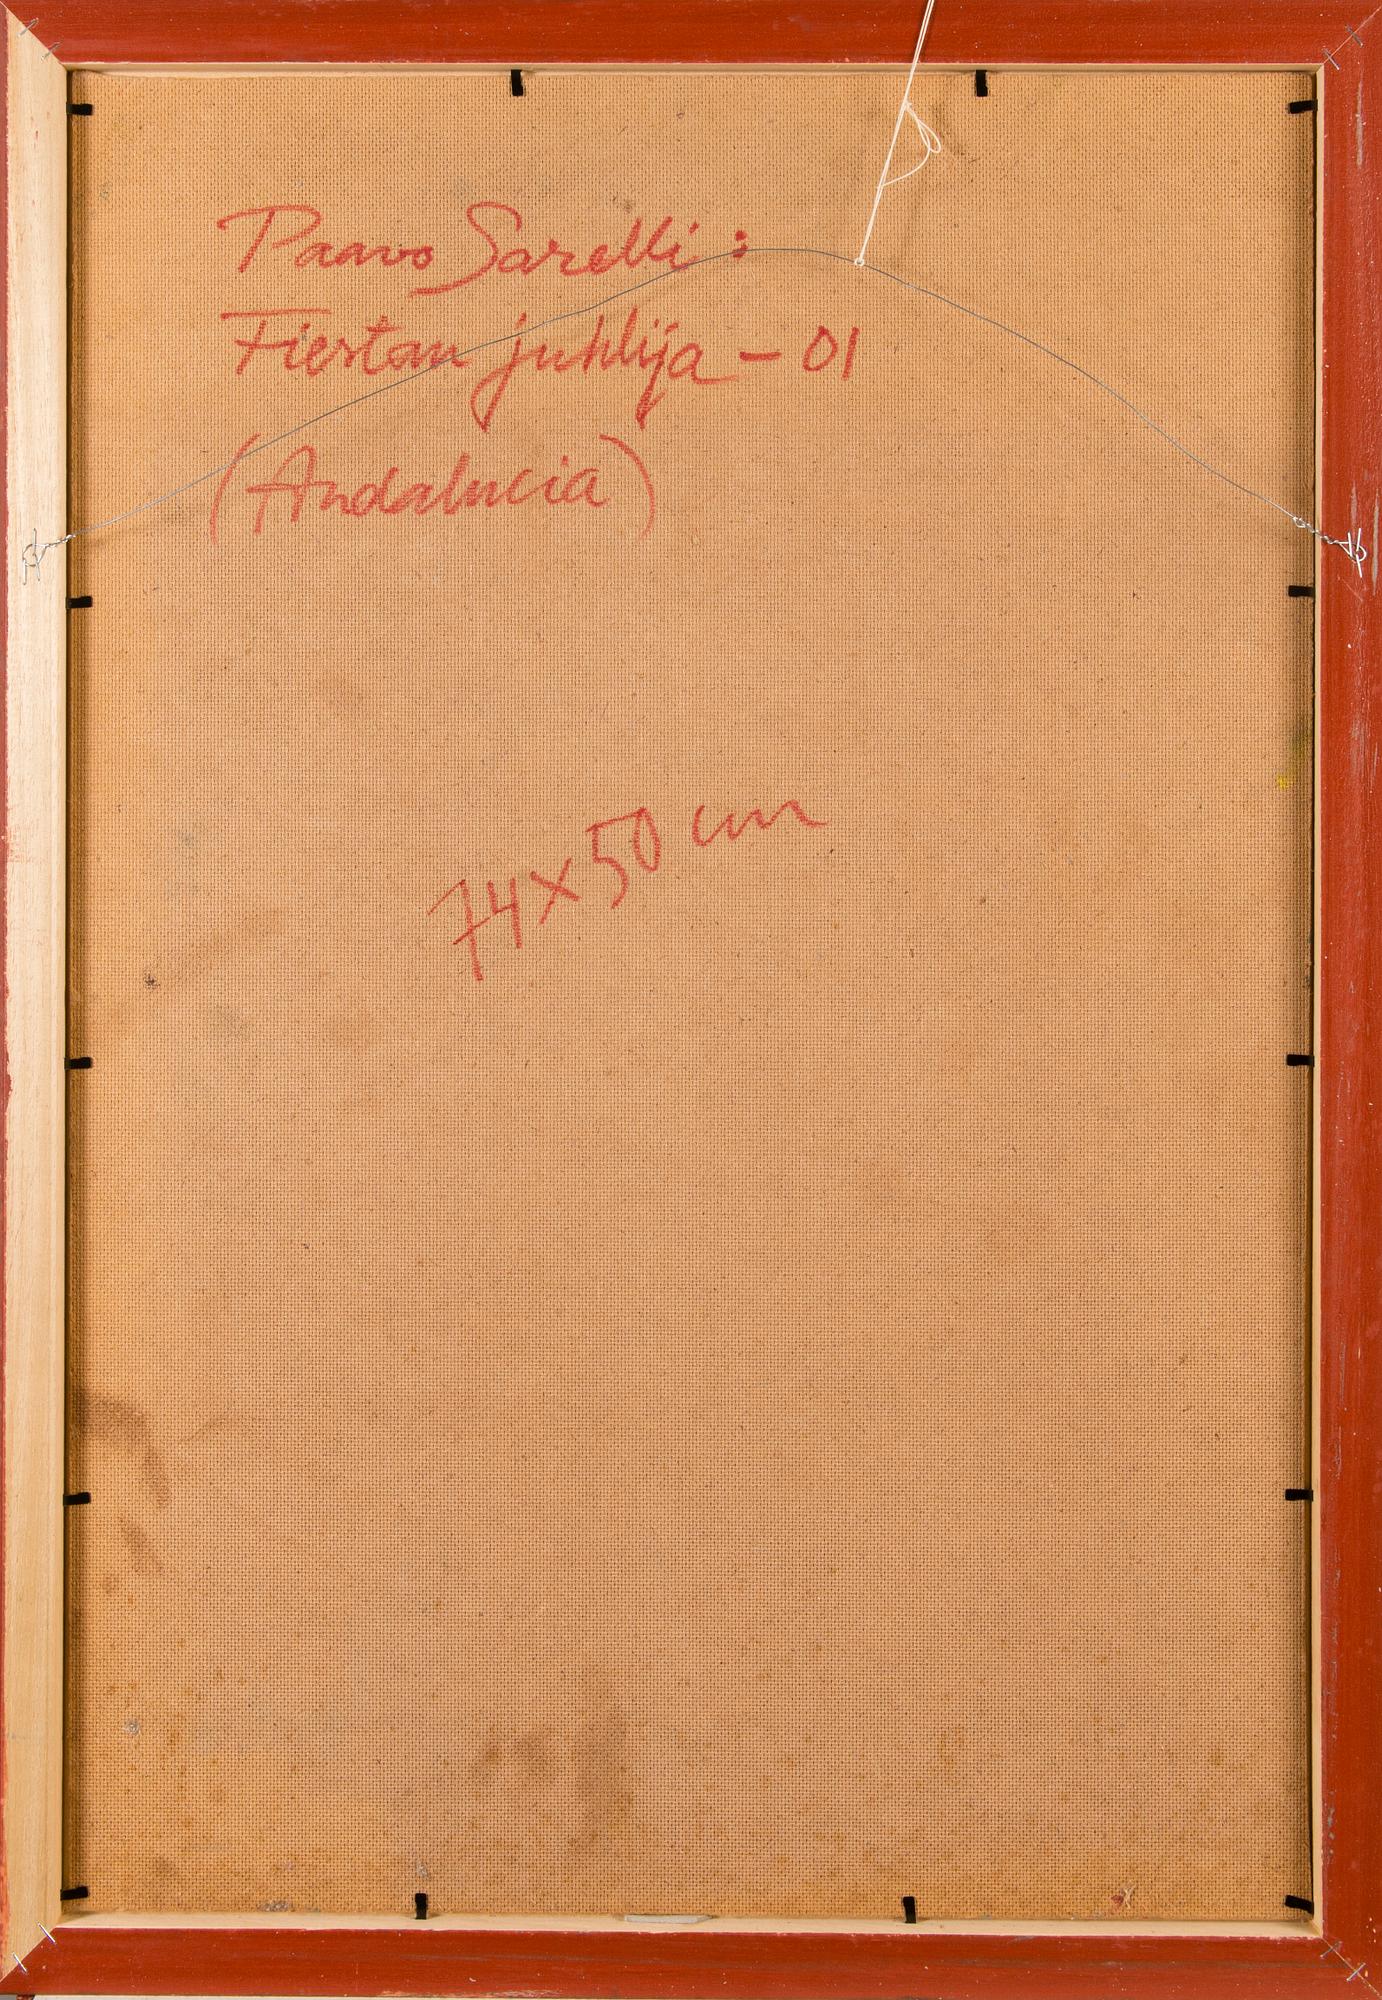 Paavo Sarelli:
Fiestan juhlija - 01
(Andalucia)
74x50 cm